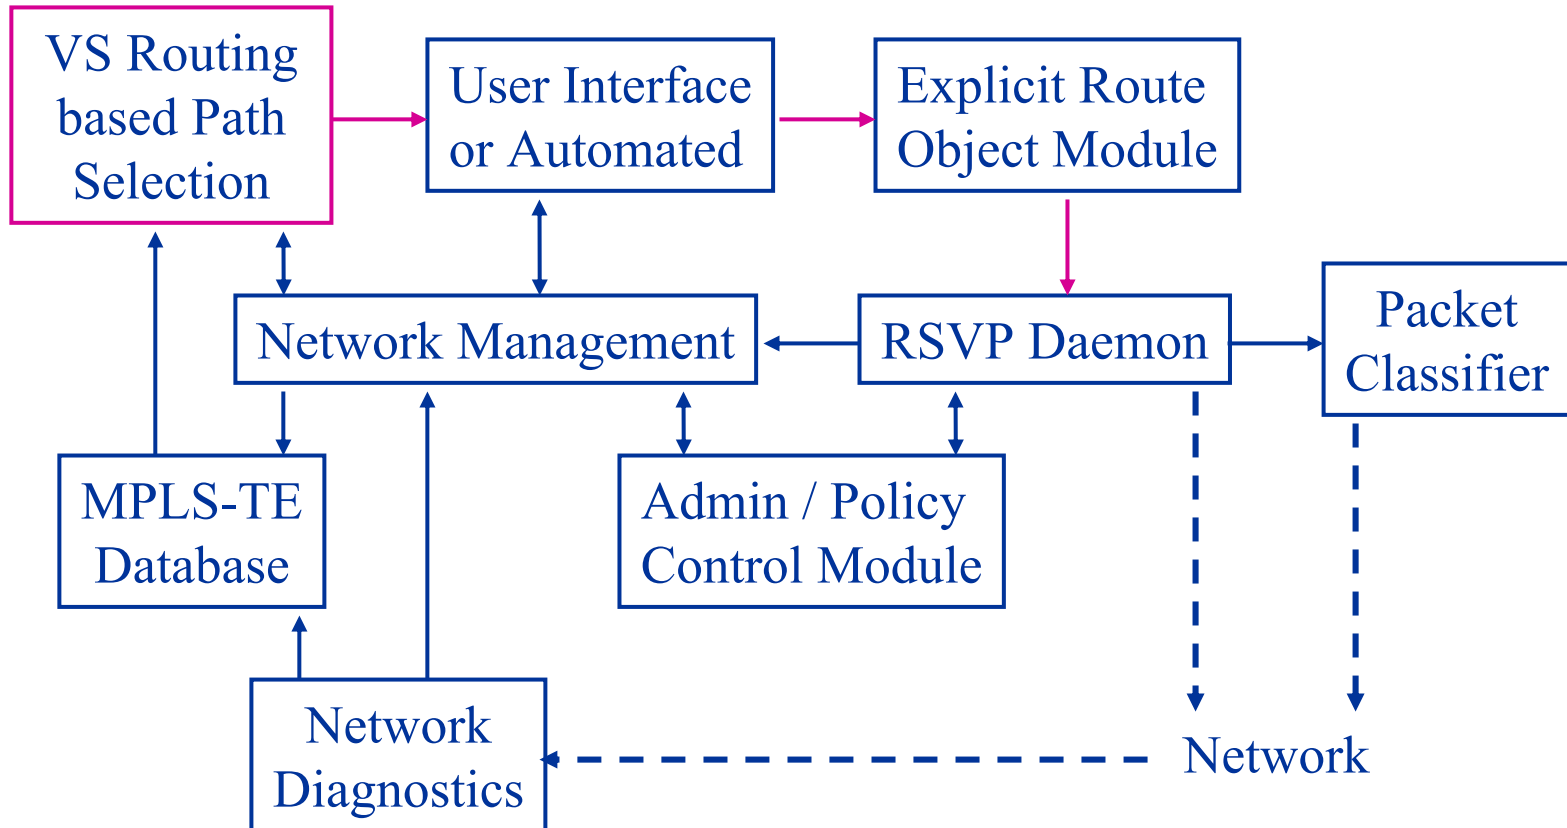 VS Routing
based Path
Selection
User Interface
or Automated
Explicit Route
Object Module
Network Management
RSVP Daemon
Packet
Classifier
MPLS-TE
Database
Admin / Policy
Control Module
Network
Diagnostics
Network